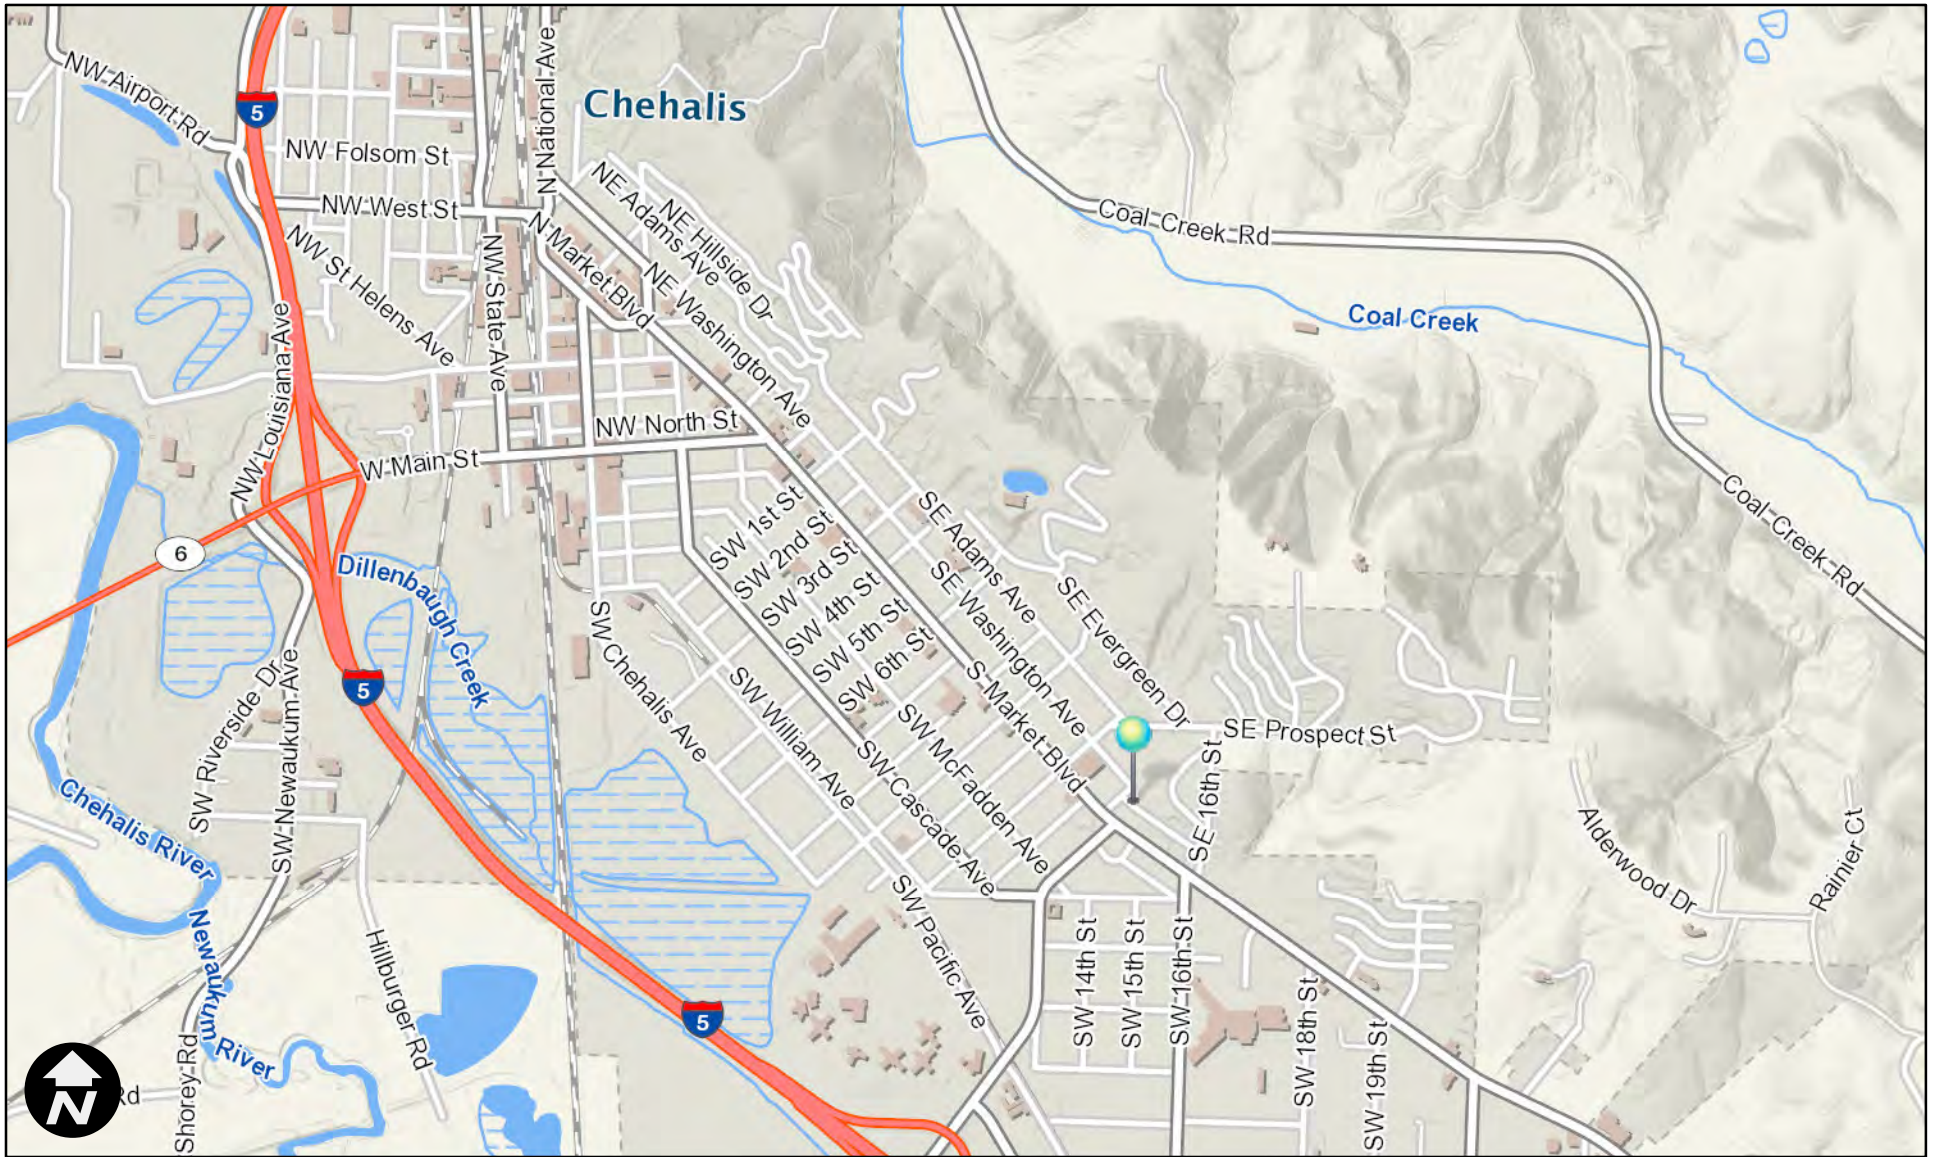 NW Airport Rd
5
Chehalis
N National Ave
NW Folsom St
NW West St
NE Adams Ave
NE Hillside Dr
N Market Blvd
NW St Helens Ave
NW State Ave
NE Washington Ave
Coal Creek Rd
Coal Creek
NW Louisiana Ave
NW North St
W Main St
Coal Creek Rd
6
Dillenbaugh Creek
SW 1st St
SW 2nd St
SW 3rd St
SW 4th St
SW 5th St
SW 6th St
SE Adams Ave
SE Washington Ave
SE Evergreen Dr
SW Chehalis Ave
SW William Ave
SW McFadden Ave
S Market Blvd
SE Prospect St
5
SW Riverside Dr
SW Newaukum Ave
SW Cascade Ave
SE 16th St
Chehalis River
Alderwood Dr
Rainier Ct
Newaukum River
Hillburger Rd
SW Pacific Ave
SW 14th St
SW 15th St
SW 16th St
SW 18th St
SW 19th St
5
Shorey Rd
Rd
N